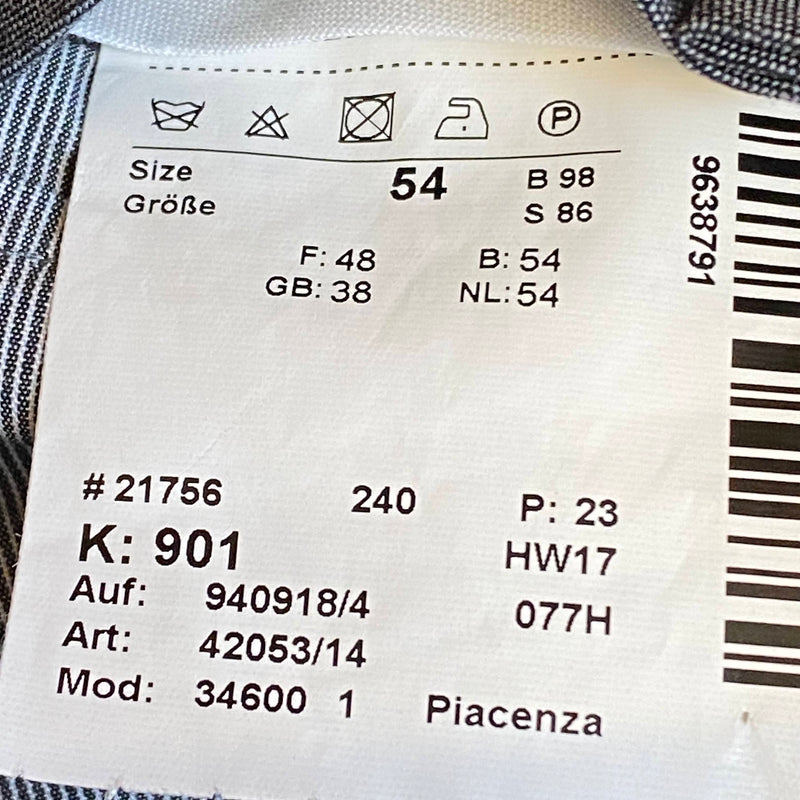 P
Size 54 B 98
Größe S 86
F: 48 B: 54
GB: 38 NL: 54
# 21756 240 P: 23
K: 901 HW17
Auf: 940918/4 077H
Art: 42053/14
Mod: 34600 1 Piacenza
9638791